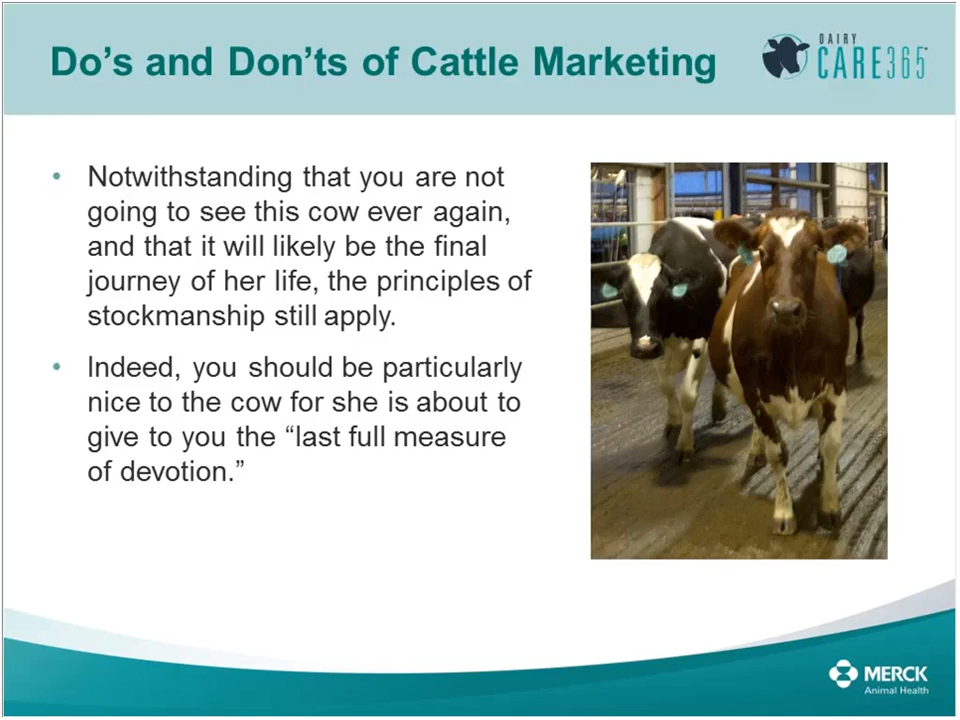 Do's and Don'ts of Cattle Marketing
DAIRY
CARE365
• Notwithstanding that you are not
going to see this cow ever again,
and that it will likely be the final
journey of her life, the principles of
stockmanship still apply.
• Indeed, you should be particularly
nice to the cow for she is about to
give to you the “last full measure
of devotion.”
MERCK
Animal Health